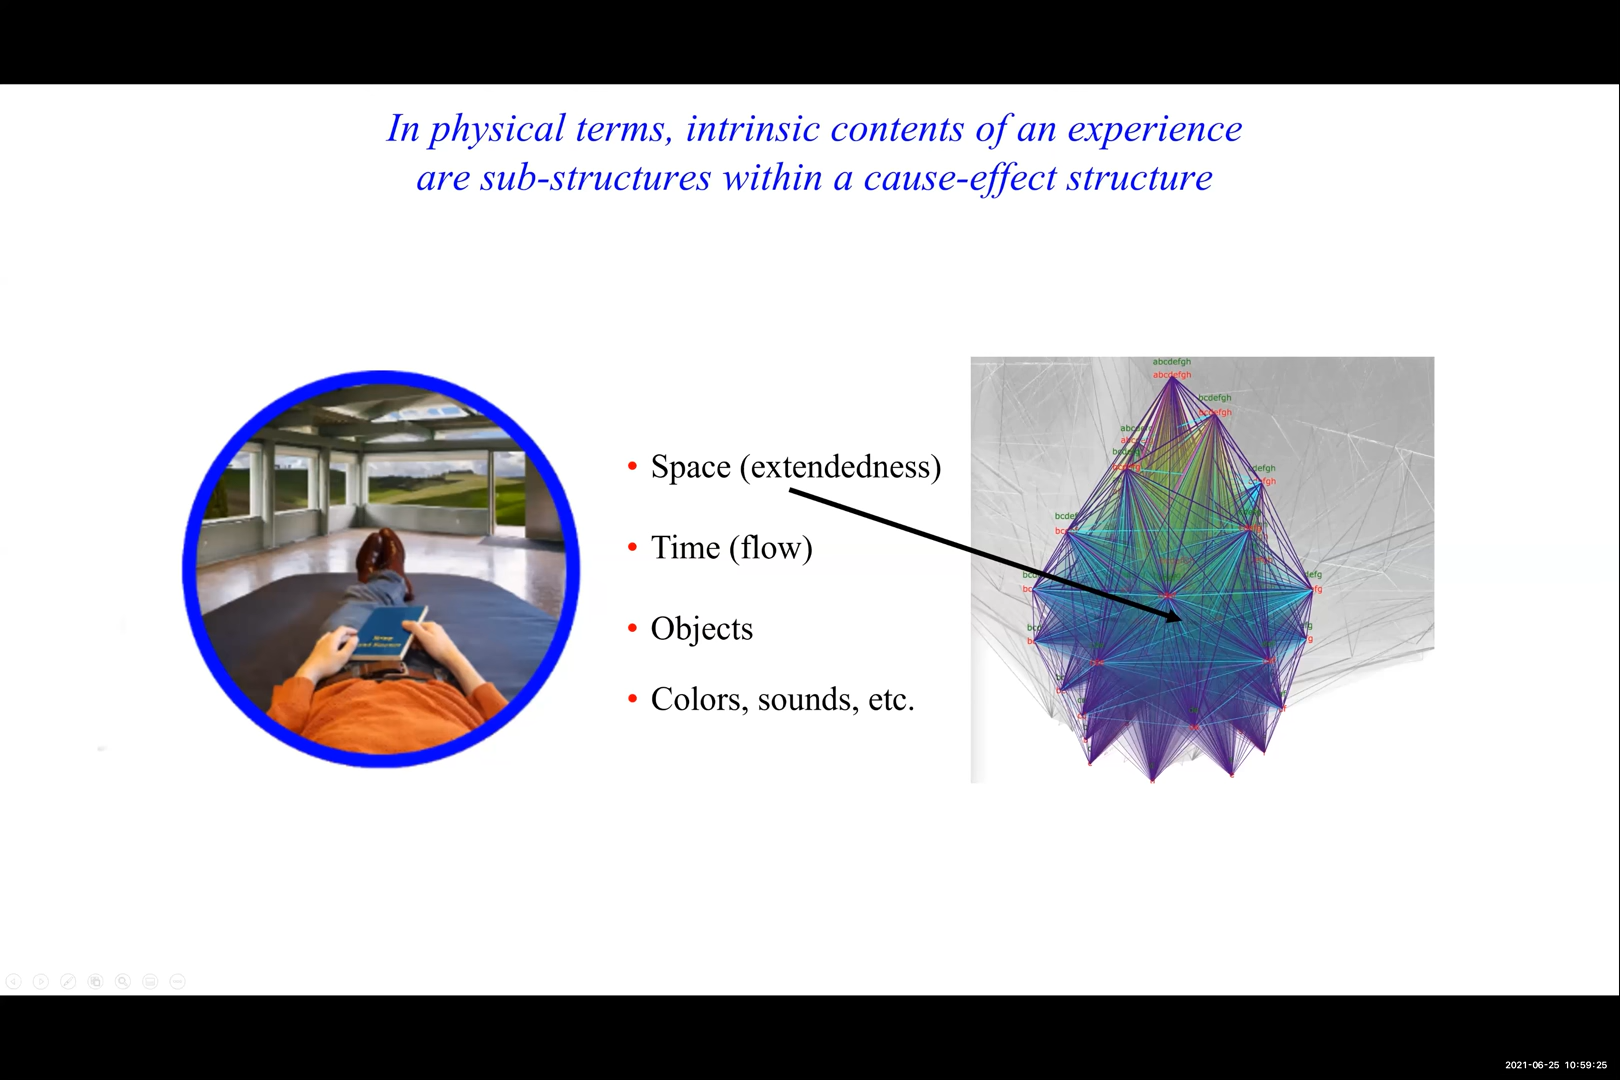 In physical terms, intrinsic contents of an experience
are sub-structures within a cause-effect structure
• Space (extendedness)
• Time (flow)
• Objects
• Colors, sounds, etc.
abcdefgh
abcdefgh
bcdefgh
bcdefgh
2021-06-25 10:59:25